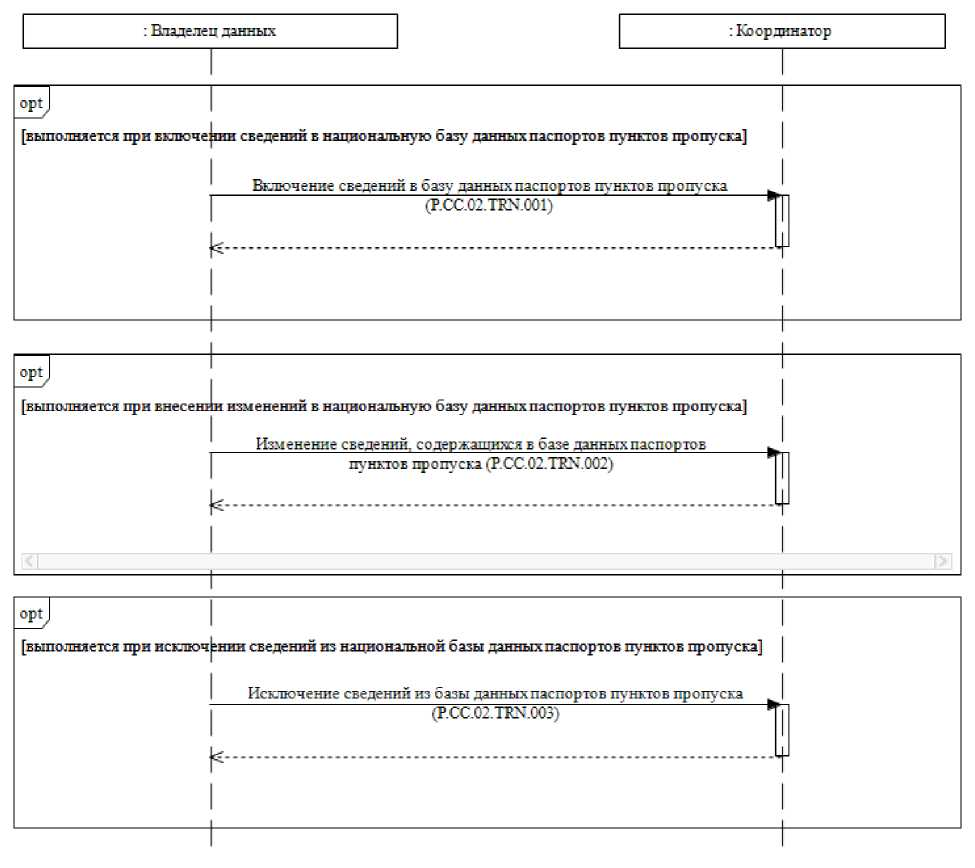 : Владелец данных
: Координатор
opt
[выполняется при включении сведений в национальную базу данных паспортов пунктов пропуска]
Включение сведений в базу данных паспортов пунктов пропуска
(P.CC.02.TRN.001)
opt
[выполняется при внесении изменений в национальную базу данных паспортов пунктов пропуска]
Изменение сведений, содержащихся в базе данных паспортов
пунктов пропуска (P.CC.02.TRN.002)
opt
[выполняется при исключении сведений из национальной базы данных паспортов пунктов пропуска]
Исключение сведений из базы данных паспортов пунктов пропуска
(P.CC.02.TRN.003)